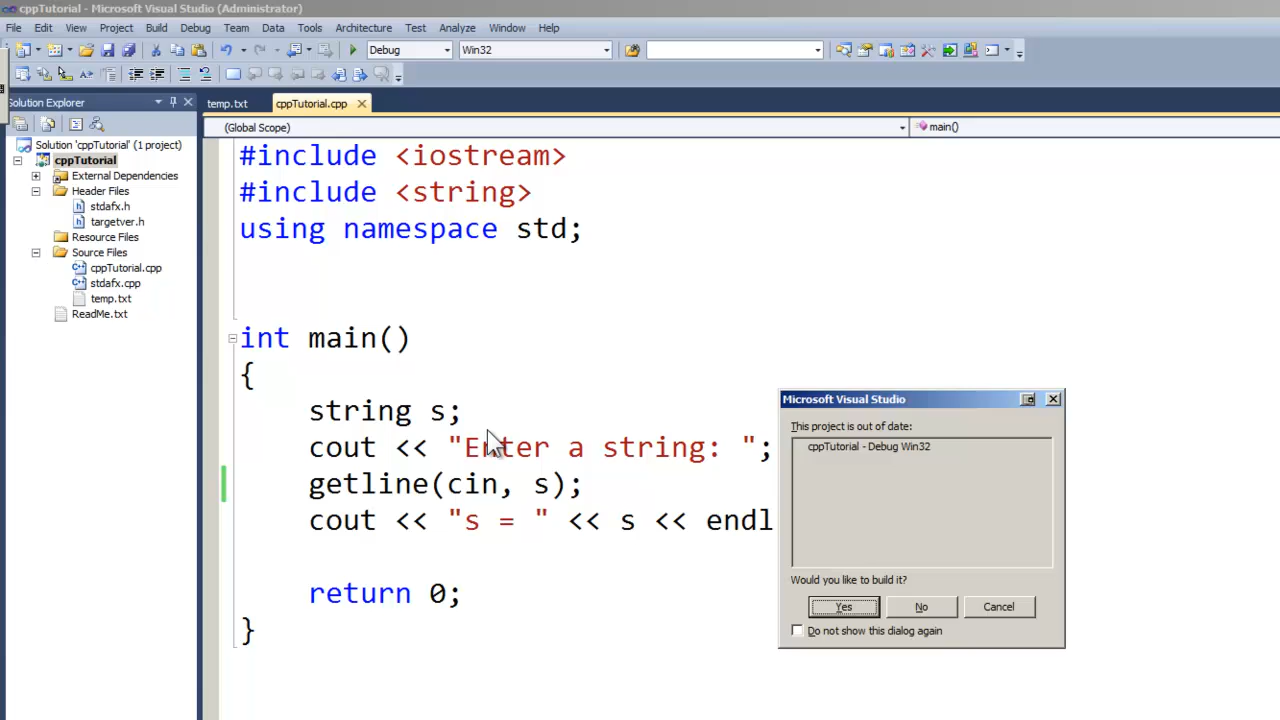 cppTutorial - Microsoft Visual Studio (Administrator)
File Edit View Project Build Debug Team Data Tools Architecture Test Analyze Window Help
Debug Win32
Solution Explorer
temp.txt cppTutorial.cpp
(Global Scope) main()
Solution 'cppTutorial' (1 project)
cppTutorial
External Dependencies
Header Files
stdafx.h
targetver.h
Resource Files
Source Files
cppTutorial.cpp
stdafx.cpp
temp.txt
ReadMe.txt
#include <iostream>
#include <string>
using namespace std;
int main()
{
string s;
cout << "Enter a string: ";
getline(cin, s);
cout << "s = " << s << endl
return 0;
}
Microsoft Visual Studio
This project is out of date:
cppTutorial - Debug Win32
Would you like to build it?
Yes No Cancel
Do not show this dialog again